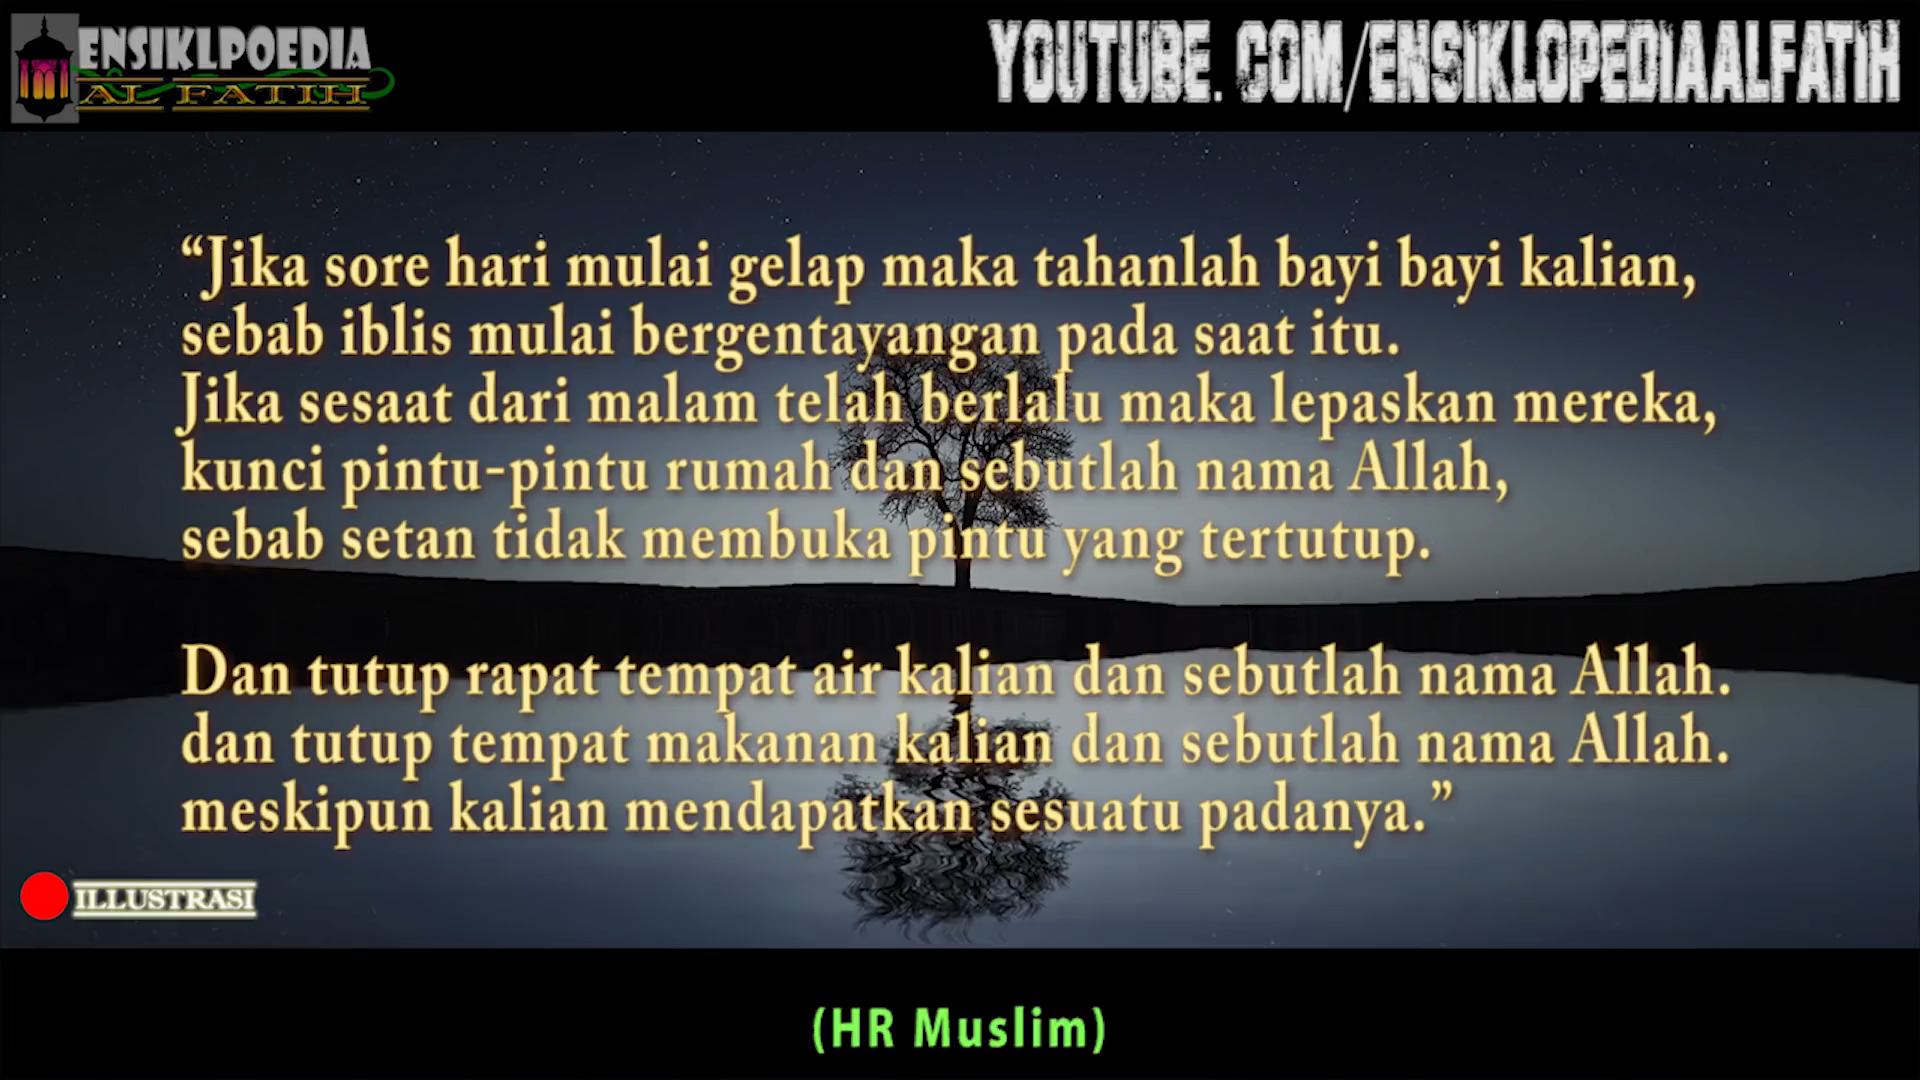 ENSIKLPOEDIA
AL FATIH
YOUTUBE. COM/ENSIKLOPEDIAALFATIH
“Jika sore hari mulai gelap maka tahanlah bayi bayi kalian,
sebab iblis mulai bergentayangan pada saat itu.
Jika sesaat dari malam telah berlalu maka lepaskan mereka,
kunci pintu-pintu rumah dan sebutlah nama Allah,
sebab setan tidak membuka pintu yang tertutup.
Dan tutup rapat tempat air kalian dan sebutlah nama Allah.
dan tutup tempat makanan kalian dan sebutlah nama Allah.
meskipun kalian mendapatkan sesuatu padanya.”
ILLUSTRASI
(HR Muslim)